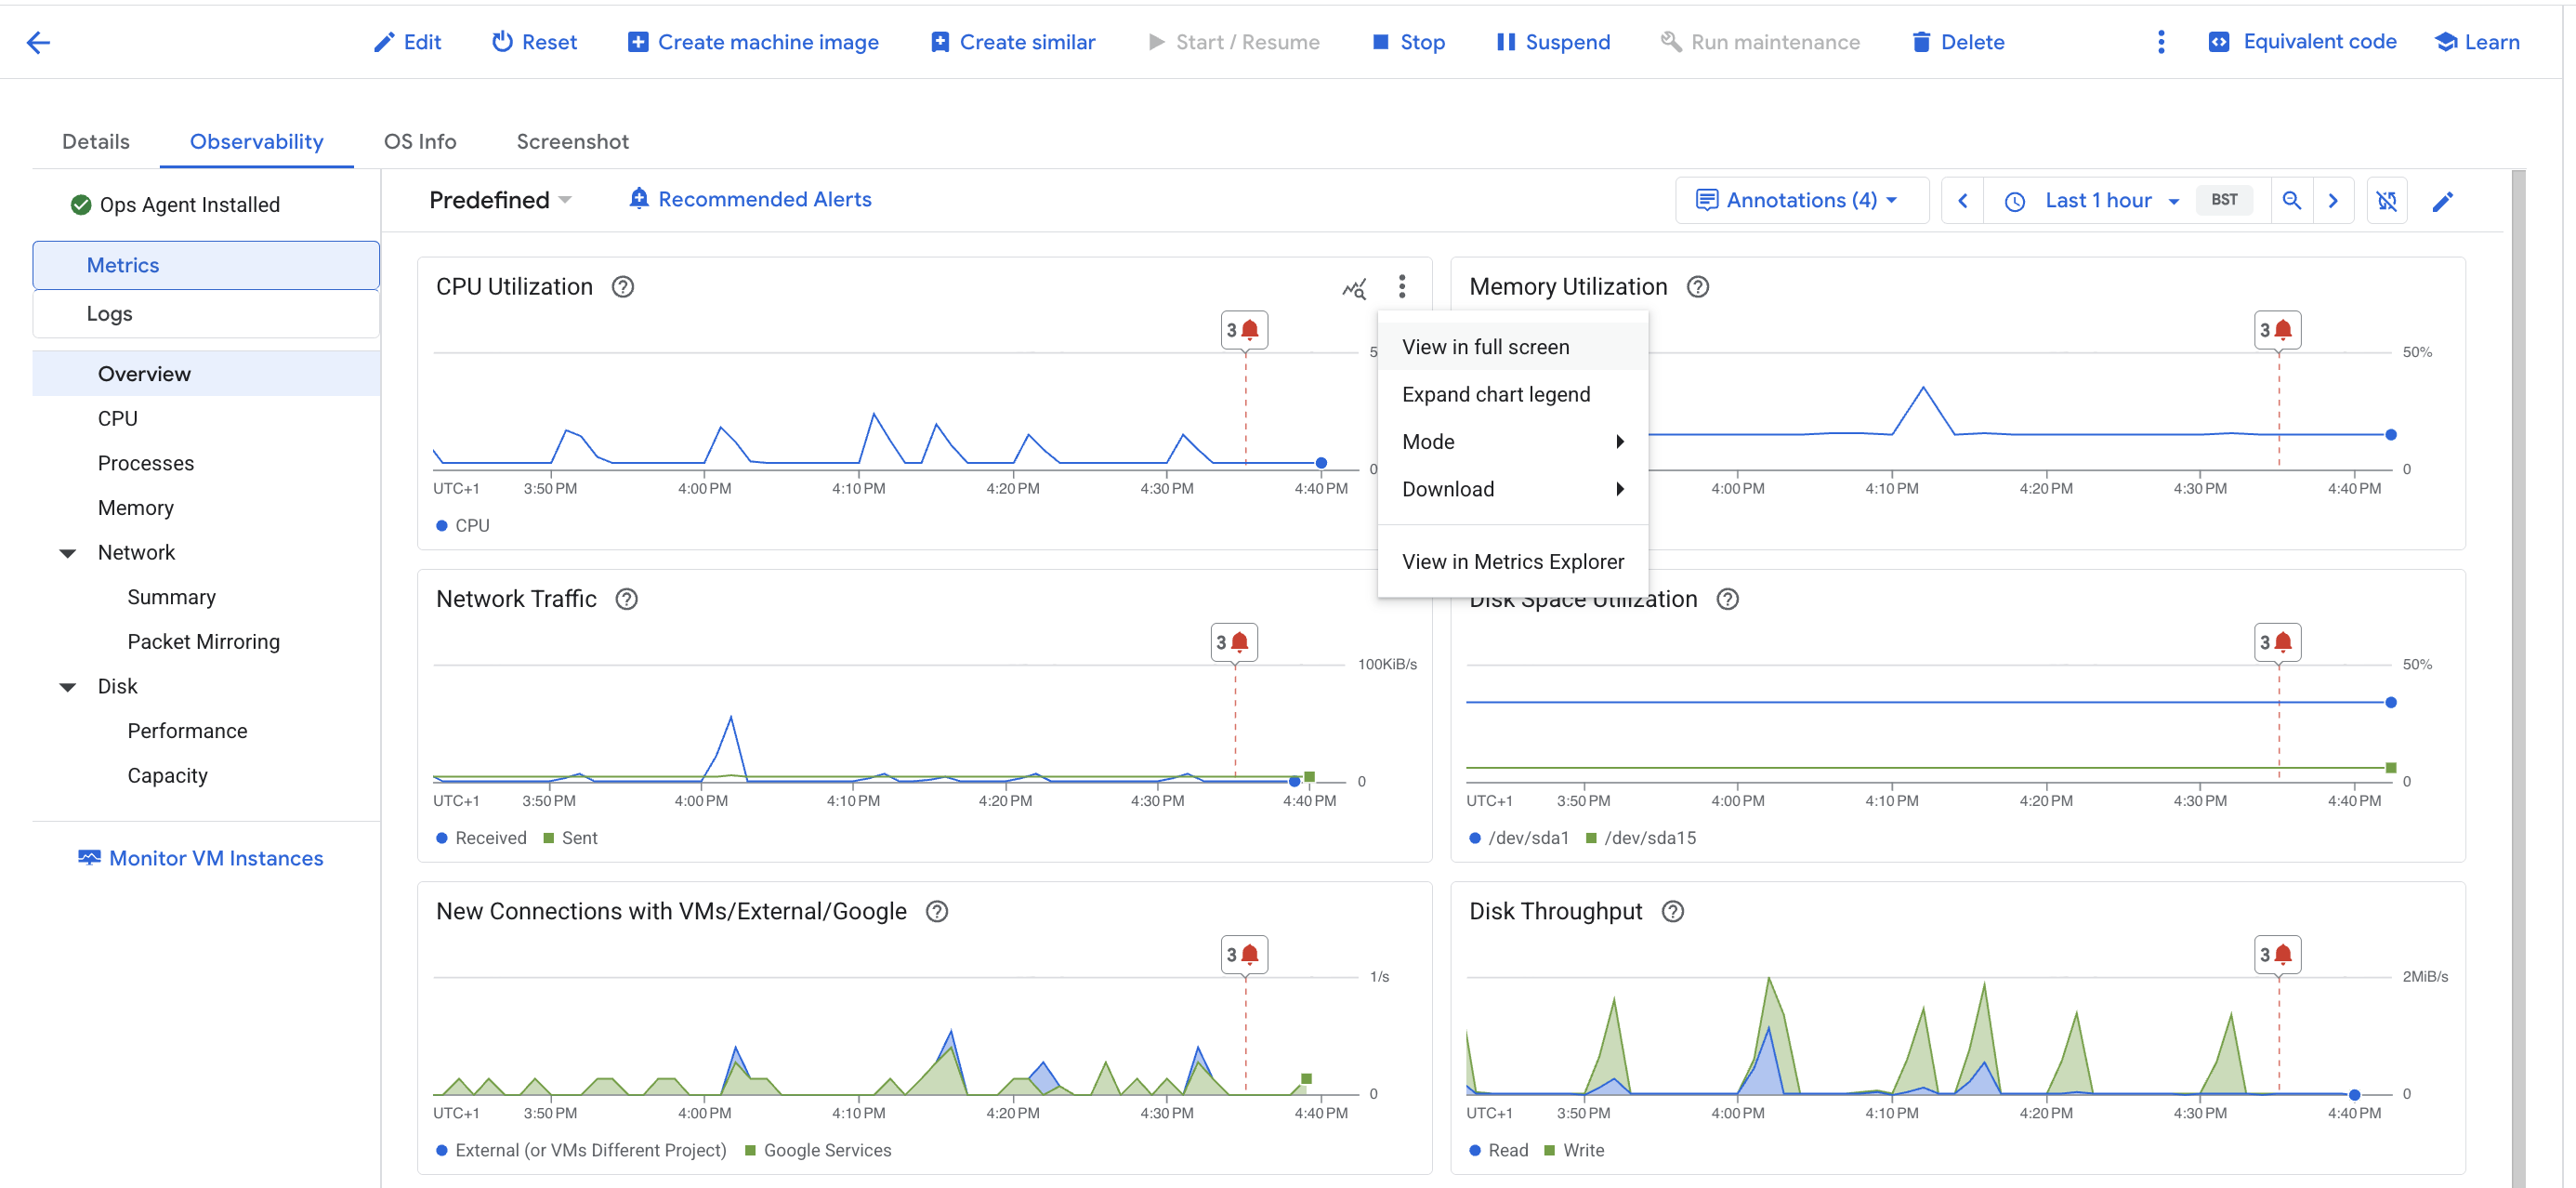 Edit Reset Create machine image Create similar Start / Resume Stop Suspend Run maintenance Delete Equivalent code Learn
Details Observability OS Info Screenshot
Ops Agent Installed
Metrics
Logs
Overview
CPU
Processes
Memory
Network
Summary
Packet Mirroring
Disk
Performance
Capacity
Monitor VM Instances
Predefined Recommended Alerts Annotations (4) Last 1 hour BST
CPU Utilization
3
5
0
UTC+1 3:50 PM 4:00 PM 4:10 PM 4:20 PM 4:30 PM 4:40 PM
CPU
View in full screen
Expand chart legend
Mode
Download
View in Metrics Explorer
Memory Utilization
3
50%
0
4:00 PM 4:10 PM 4:20 PM 4:30 PM 4:40 PM
Network Traffic
3
100KiB/s
0
UTC+1 3:50 PM 4:00 PM 4:10 PM 4:20 PM 4:30 PM 4:40 PM
Received Sent
Disk Space Utilization
3
50%
0
UTC+1 3:50 PM 4:00 PM 4:10 PM 4:20 PM 4:30 PM 4:40 PM
/dev/sda1 /dev/sda15
New Connections with VMs/External/Google
3
1/s
0
UTC+1 3:50 PM 4:00 PM 4:10 PM 4:20 PM 4:30 PM 4:40 PM
External (or VMs Different Project) Google Services
Disk Throughput
3
2MiB/s
0
UTC+1 3:50 PM 4:00 PM 4:10 PM 4:20 PM 4:30 PM 4:40 PM
Read Write